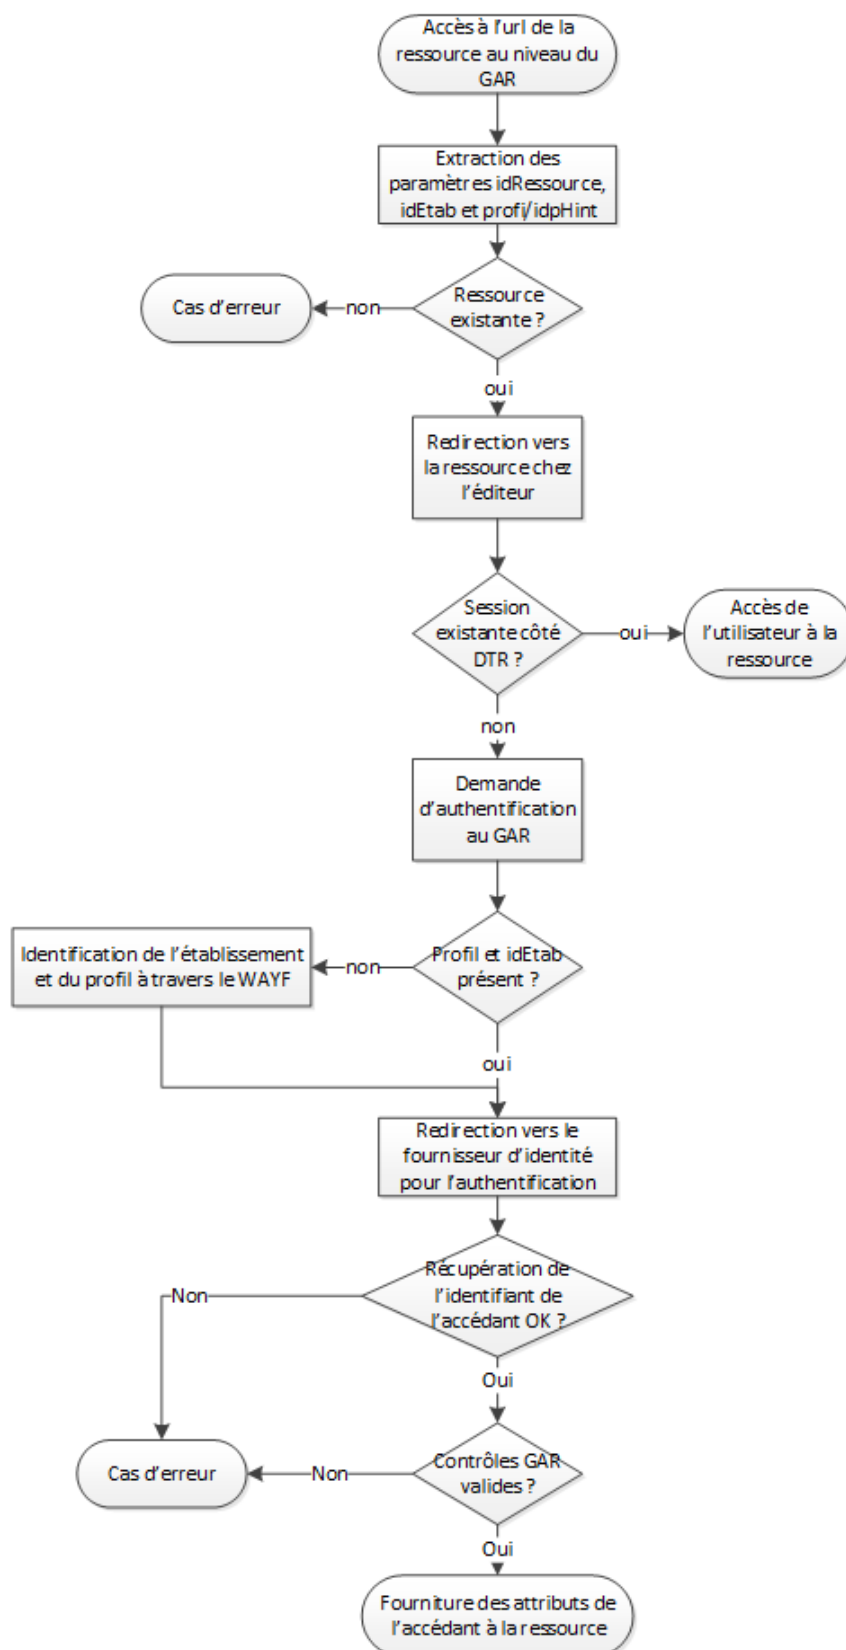 Accès à l'url de la
ressource au niveau du
GAR
Extraction des
paramètres idRessource,
idEtab et profi/idpHint
Ressource
existante ?
non
Cas d'erreur
oui
Redirection vers
la ressource chez
l'éditeur
Session
existante côté
DTR ?
oui
Accès de
l'utilisateur à la
ressource
non
Demande
d'authentification
au GAR
Profil et idEtab
présent ?
non
Identification de l'établissement
et du profil à travers le WAYF
oui
Redirection vers le
fournisseur d'identité
pour l'authentification
Récupération de
l'identifiant de
l'accédant OK ?
Non
Oui
Contrôles GAR
valides ?
Non
Cas d'erreur
Oui
Fourniture des attributs de
l'accédant à la ressource